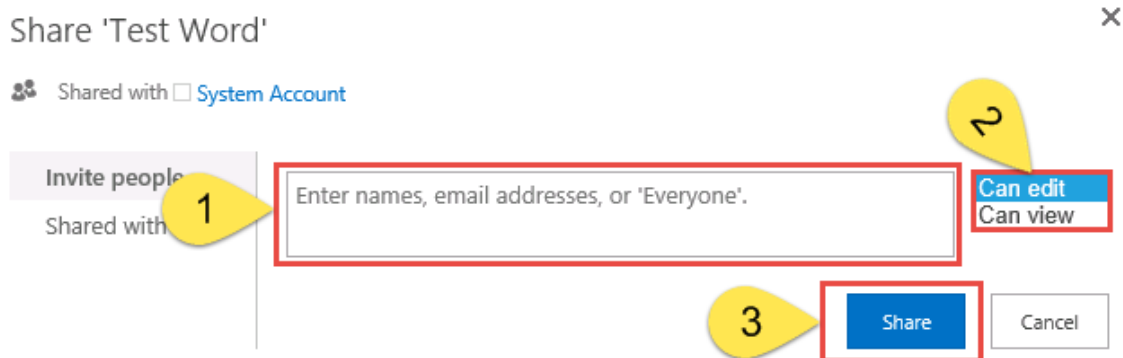 Share 'Test Word'
Shared with System Account
2
Invite people
1
Enter names, email addresses, or 'Everyone'.
Can edit
Can view
Shared with
3
Share
Cancel